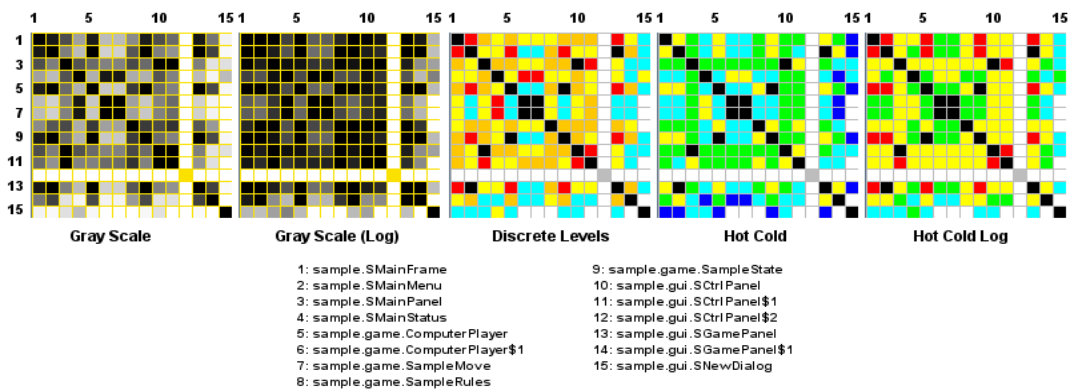 1 5 10 15 1 5 10 15 1 5 10 15 1 5 10 15 1 5 10 15
1
3
5
7
9
11
13
15
Gray Scale Gray Scale (Log) Discrete Levels Hot Cold Hot Cold Log
1: sample.SMainFrame
2: sample.SMainMenu
3: sample.SMainPanel
4: sample.SMainStatus
5: sample.game.ComputerPlayer
6: sample.game.ComputerPlayer$1
7: sample.game.SampleMove
8: sample.game.SampleRules
9: sample.game.SampleState
10: sample.gui.SCtrlPanel
11: sample.gui.SCtrlPanel$1
12: sample.gui.SCtrlPanel$2
13: sample.gui.SGamePanel
14: sample.gui.SGamePanel$1
15: sample.gui.SNewDialog